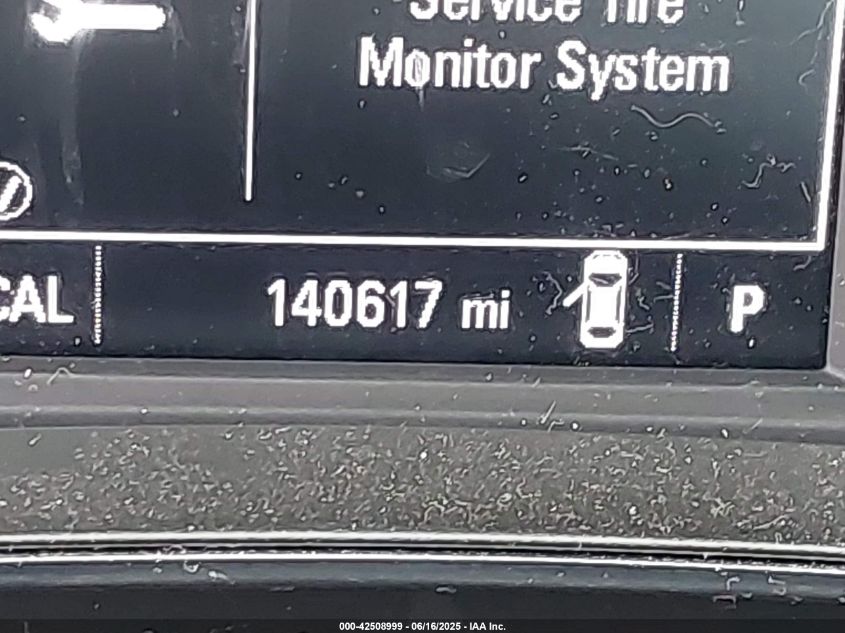 Service Tire
Monitor System
CAL
140617 mi
P
000-42508999 - 06/16/2025 - IAA Inc.